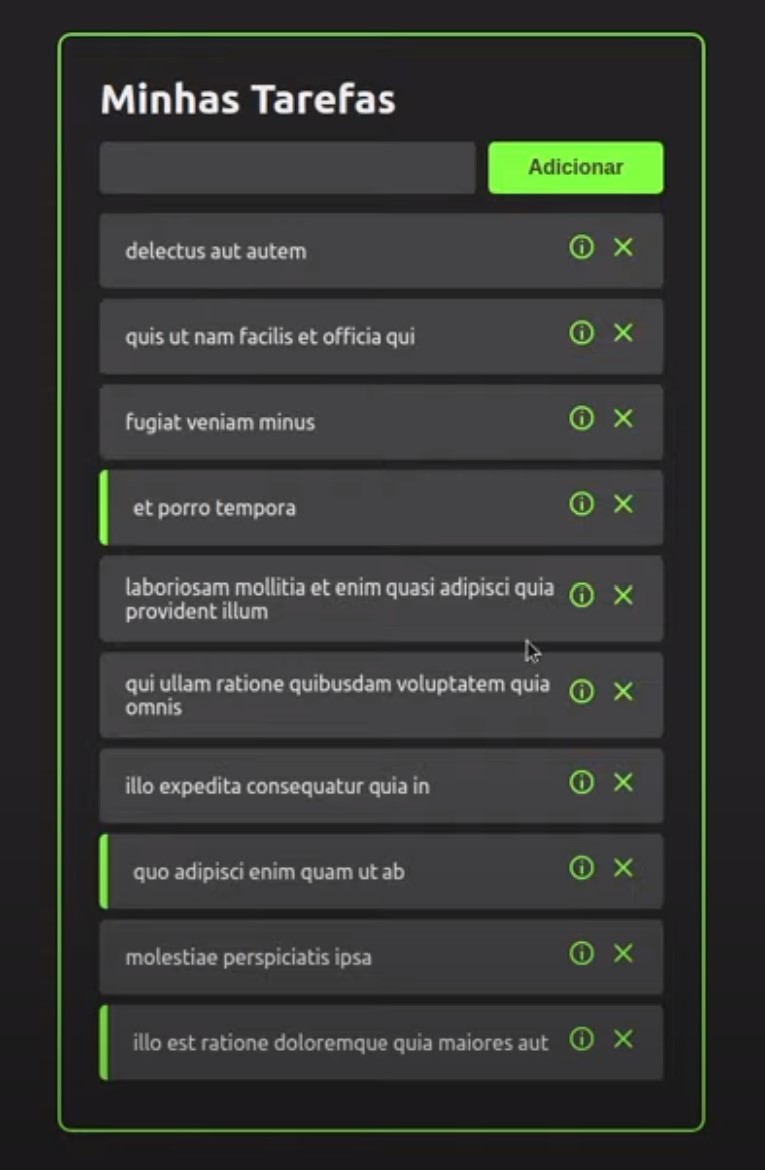 Minhas Tarefas
Adicionar
delectus aut autem
quis ut nam facilis et officia qui
fugiat veniam minus
et porro tempora
laboriosam mollitia et enim quasi adipisci quia
provident illum
qui ullam ratione quibusdam voluptatem quia
omnis
illo expedita consequatur quia in
quo adipisci enim quam ut ab
molestiae perspiciatis ipsa
illo est ratione doloremque quia maiores aut